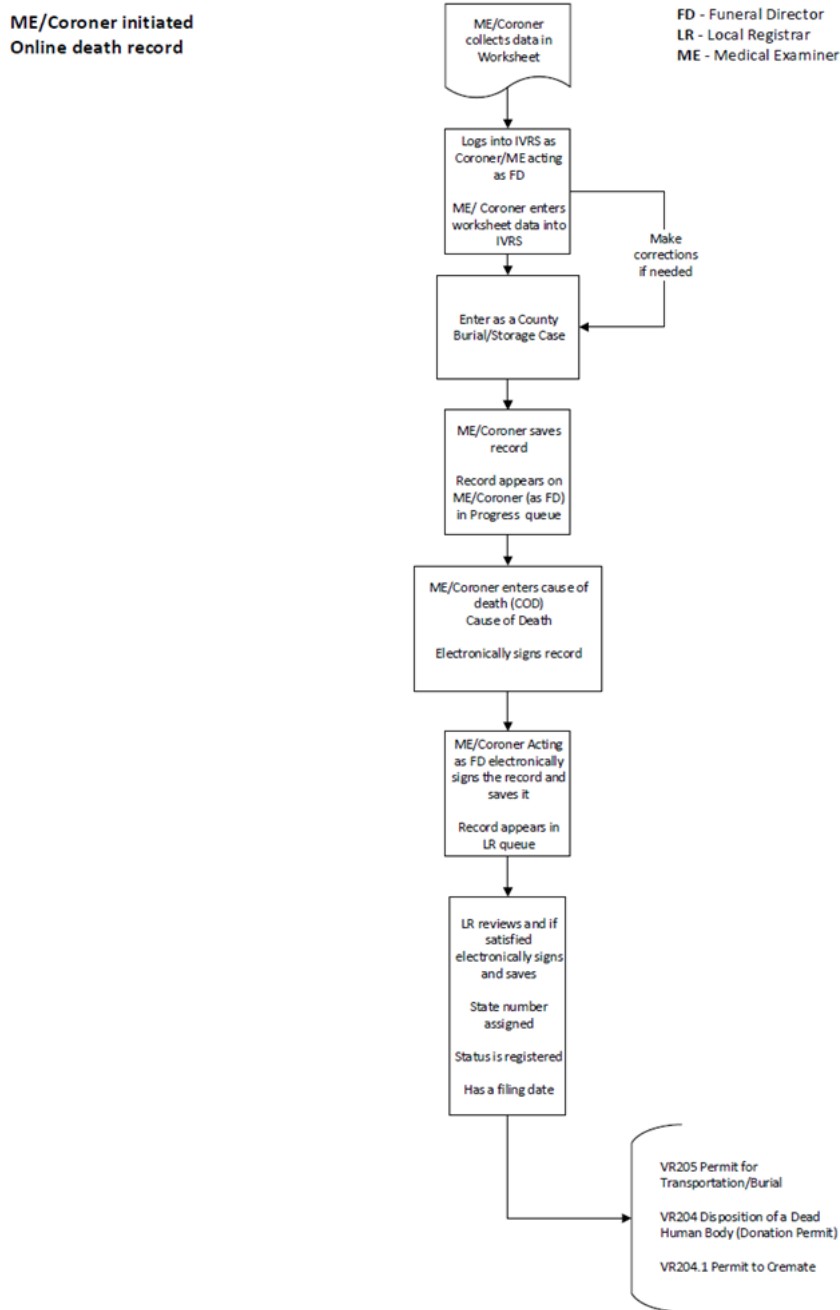 ME/Coroner initiated
Online death record
FD - Funeral Director
LR - Local Registrar
ME - Medical Examiner
ME/Coroner
collects data in
Worksheet
Logs into IVRS as
Coroner/ME acting
as FD
ME/ Coroner enters
worksheet data into
IVRS
Make
corrections
if needed
Enter as a County
Burial/Storage Case
ME/Coroner saves
record
Record appears on
ME/Coroner (as FD)
in Progress queue
ME/Coroner enters cause of
death (COD)
Cause of Death
Electronically signs record
ME/Coroner Acting
as FD electronically
signs the record and
saves it
Record appears in
LR queue
LR reviews and if
satisfied
electronically signs
and saves
State number
assigned
Status is registered
Has a filing date
VR205 Permit for
Transportation/Burial
VR204 Disposition of a Dead
Human Body (Donation Permit)
VR204.1 Permit to Cremate